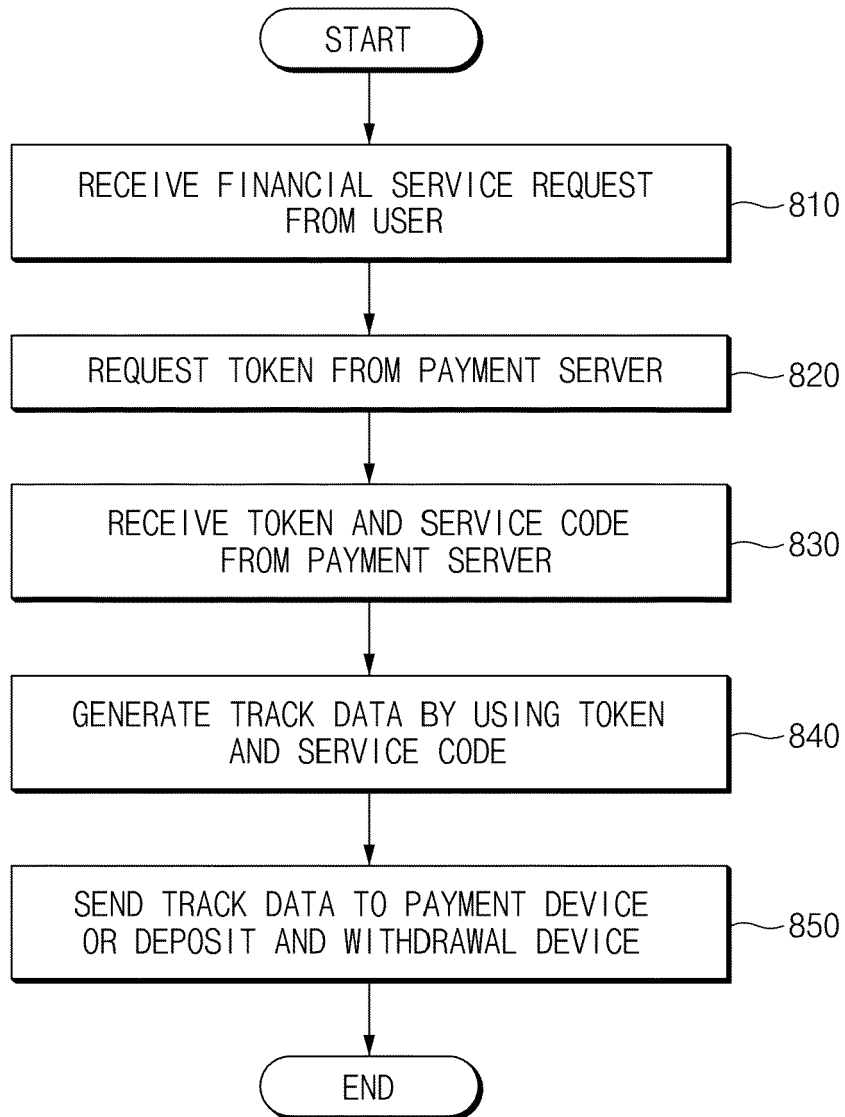 START
RECEIVE FINANCIAL SERVICE REQUEST
FROM USER
810
REQUEST TOKEN FROM PAYMENT SERVER
820
RECEIVE TOKEN AND SERVICE CODE
FROM PAYMENT SERVER
830
GENERATE TRACK DATA BY USING TOKEN
AND SERVICE CODE
840
SEND TRACK DATA TO PAYMENT DEVICE
OR DEPOSIT AND WITHDRAWAL DEVICE
850
END